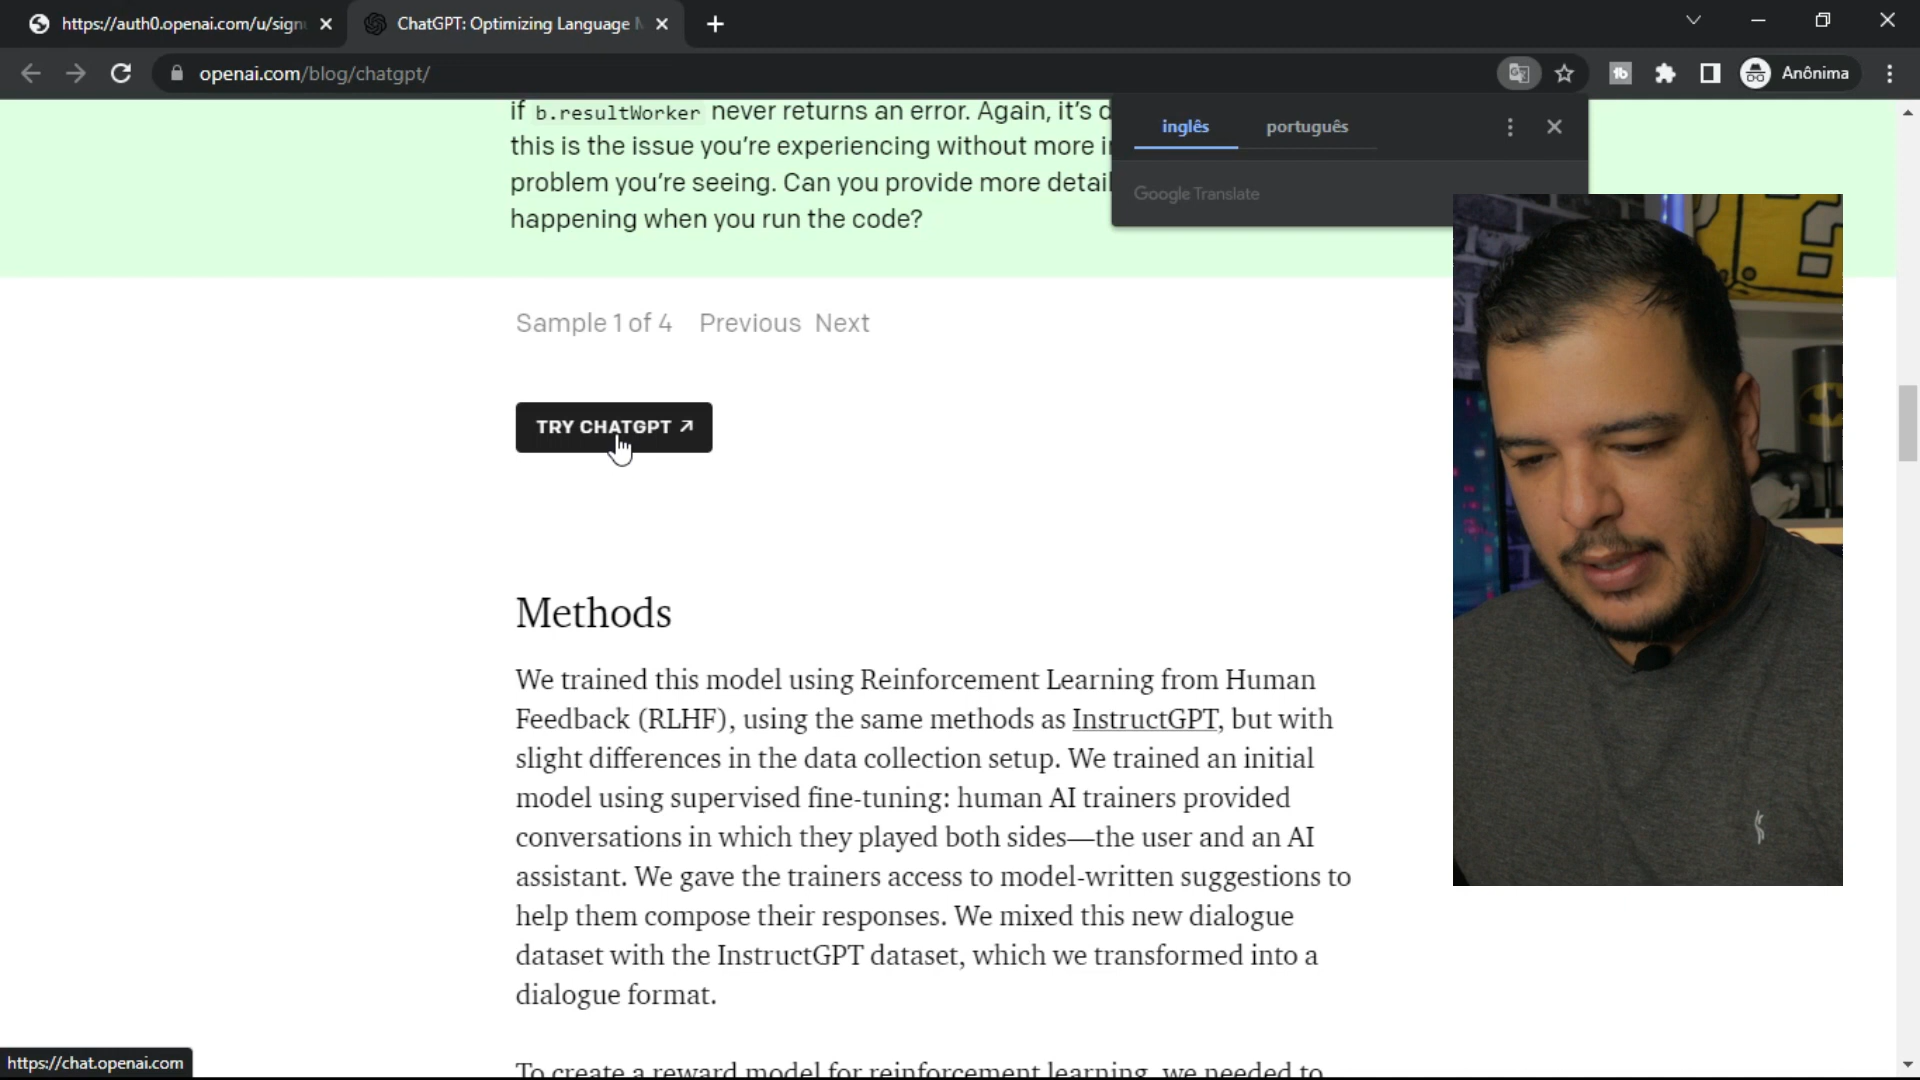 https://auth0.openai.com/u/sign
ChatGPT: Optimizing Language
openai.com/blog/chatgpt/
Anônima
inglês português
Google Translate
if b.resultWorker never returns an error. Again, it's d
this is the issue you're experiencing without more i
problem you're seeing. Can you provide more detail
happening when you run the code?
Sample 1 of 4 Previous Next
TRY CHATGPT ↗
Methods
We trained this model using Reinforcement Learning from Human
Feedback (RLHF), using the same methods as InstructGPT, but with
slight differences in the data collection setup. We trained an initial
model using supervised fine-tuning: human AI trainers provided
conversations in which they played both sides—the user and an AI
assistant. We gave the trainers access to model-written suggestions to
help them compose their responses. We mixed this new dialogue
dataset with the InstructGPT dataset, which we transformed into a
dialogue format.
To create a reward model for reinforcement learning, we needed to
https://chat.openai.com